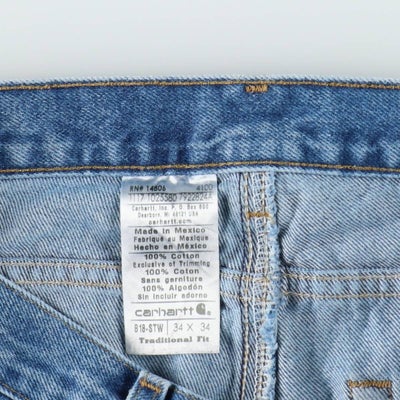 RN# 14806 4100
Carhartt, Inc. P.O. Box 600
Dearborn, MI 48121 USA
carhartt.com
Made in Mexico
Fabriqué au Mexique
Hecho en México
100% Cotton
Exclusive of Trimming
100% Coton
Sans garniture
100% Algodón
Sin incluir adorno
carhartt
B18-STW 34 X 34
Traditional Fit